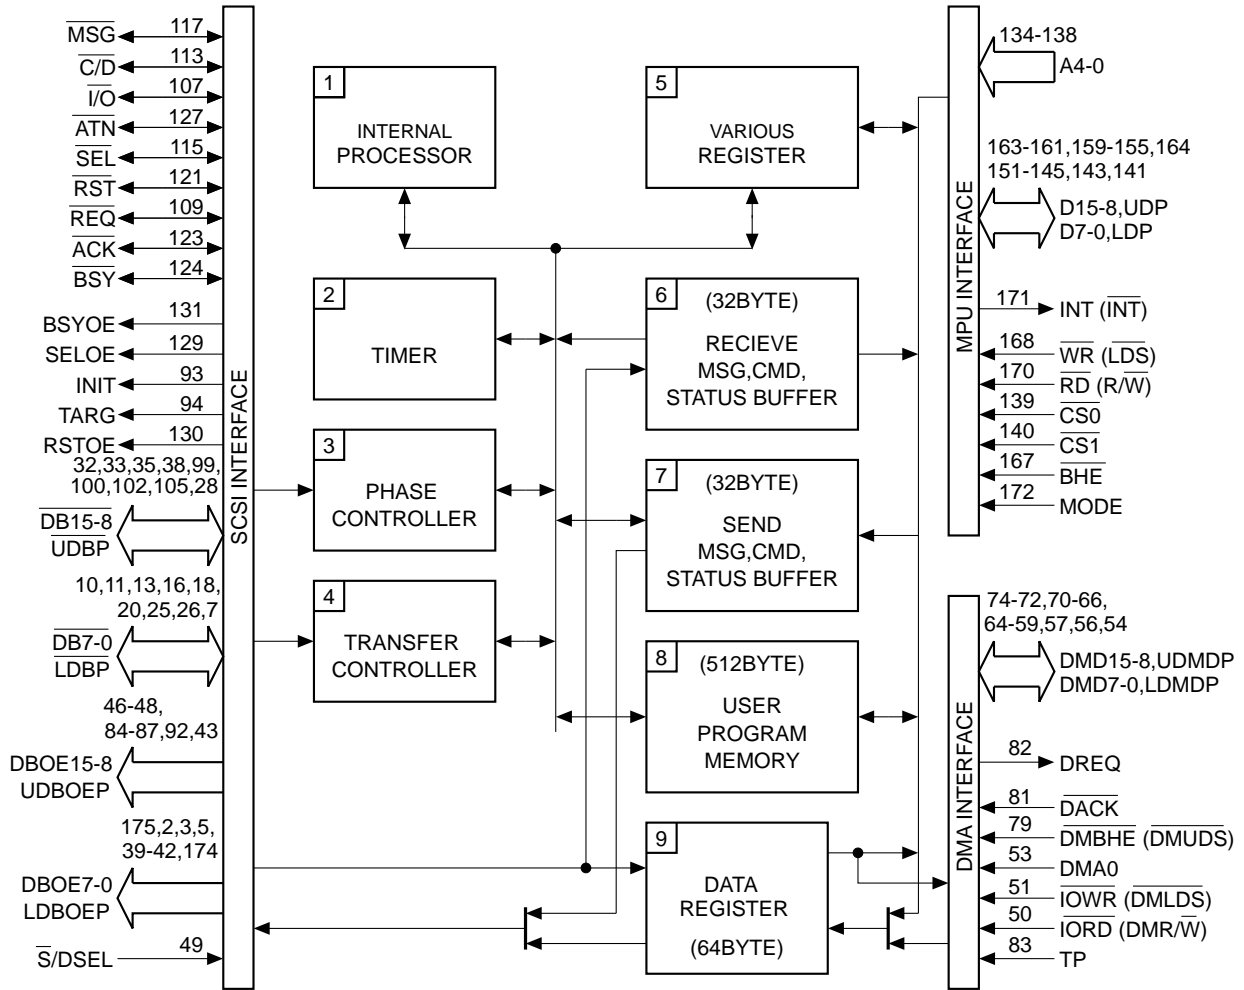 MSG 117
C/D 113
I/O 107
ATN 127
SEL 115
RST 121
REQ 109
ACK 123
BSY 124
BSYOE 131
SELOE 129
INIT 93
TARG 94
RSTOE 130
32,33,35,38,99,
100,102,105,28
DB15-8
UDBP
10,11,13,16,18,
20,25,26,7
DB7-0
LDBP
46-48,
84-87,92,43
DBOE15-8
UDBOEP
175,2,3,5,
39-42,174
DBOE7-0
LDBOEP
S/DSEL 49
SCSI INTERFACE
1
INTERNAL
PROCESSOR
2
TIMER
3
PHASE
CONTROLLER
4
TRANSFER
CONTROLLER
5
VARIOUS
REGISTER
6
(32BYTE)
RECIEVE
MSG,CMD,
STATUS BUFFER
7
(32BYTE)
SEND
MSG,CMD,
STATUS BUFFER
8
(512BYTE)
USER
PROGRAM
MEMORY
9
DATA
REGISTER
(64BYTE)
MPU INTERFACE
134-138
A4-0
163-161,159-155,164
151-145,143,141
D15-8,UDP
D7-0,LDP
171 INT (INT)
168 WR (LDS)
170 RD (R/W)
139 CS0
140 CS1
167 BHE
172 MODE
DMA INTERFACE
74-72,70-66,
64-59,57,56,54
DMD15-8,UDMDP
DMD7-0,LDMDP
82 DREQ
81 DACK
79 DMBHE (DMUDS)
53 DMA0
51 IOWR (DMLDS)
50 IORD (DMR/W)
83 TP